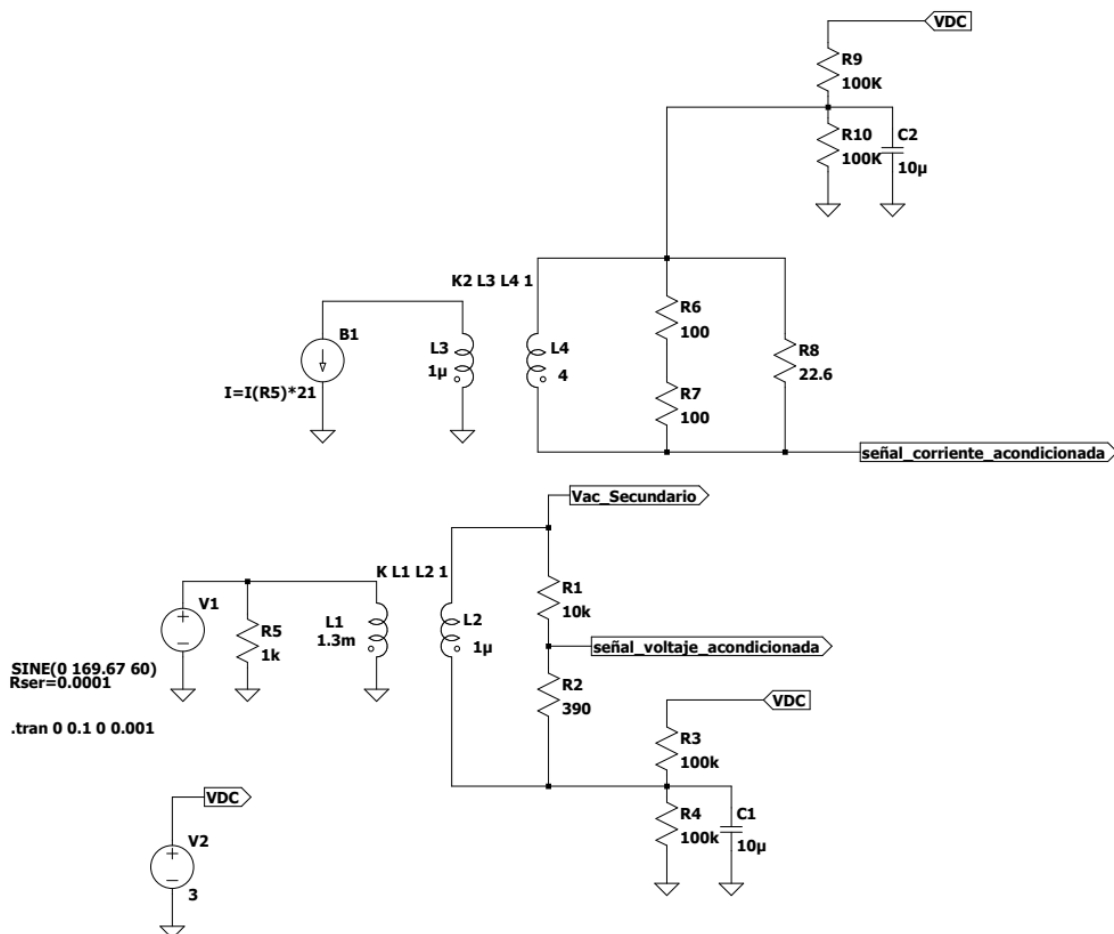 VDC
R9
100K
R10
100K
C2
10µ
K2 L3 L4 1
B1
I=I(R5)*21
L3
1µ
L4
4
R6
100
R7
100
R8
22.6
señal_corriente_acondicionada
Vac_Secundario
K L1 L2 1
V1
SINE(0 169.67 60)
Rser=0.0001
R5
1k
L1
1.3m
L2
1µ
R1
10k
señal_voltaje_acondicionada
R2
390
.tran 0 0.1 0 0.001
VDC
R3
100k
R4
100k
C1
10µ
VDC
V2
3